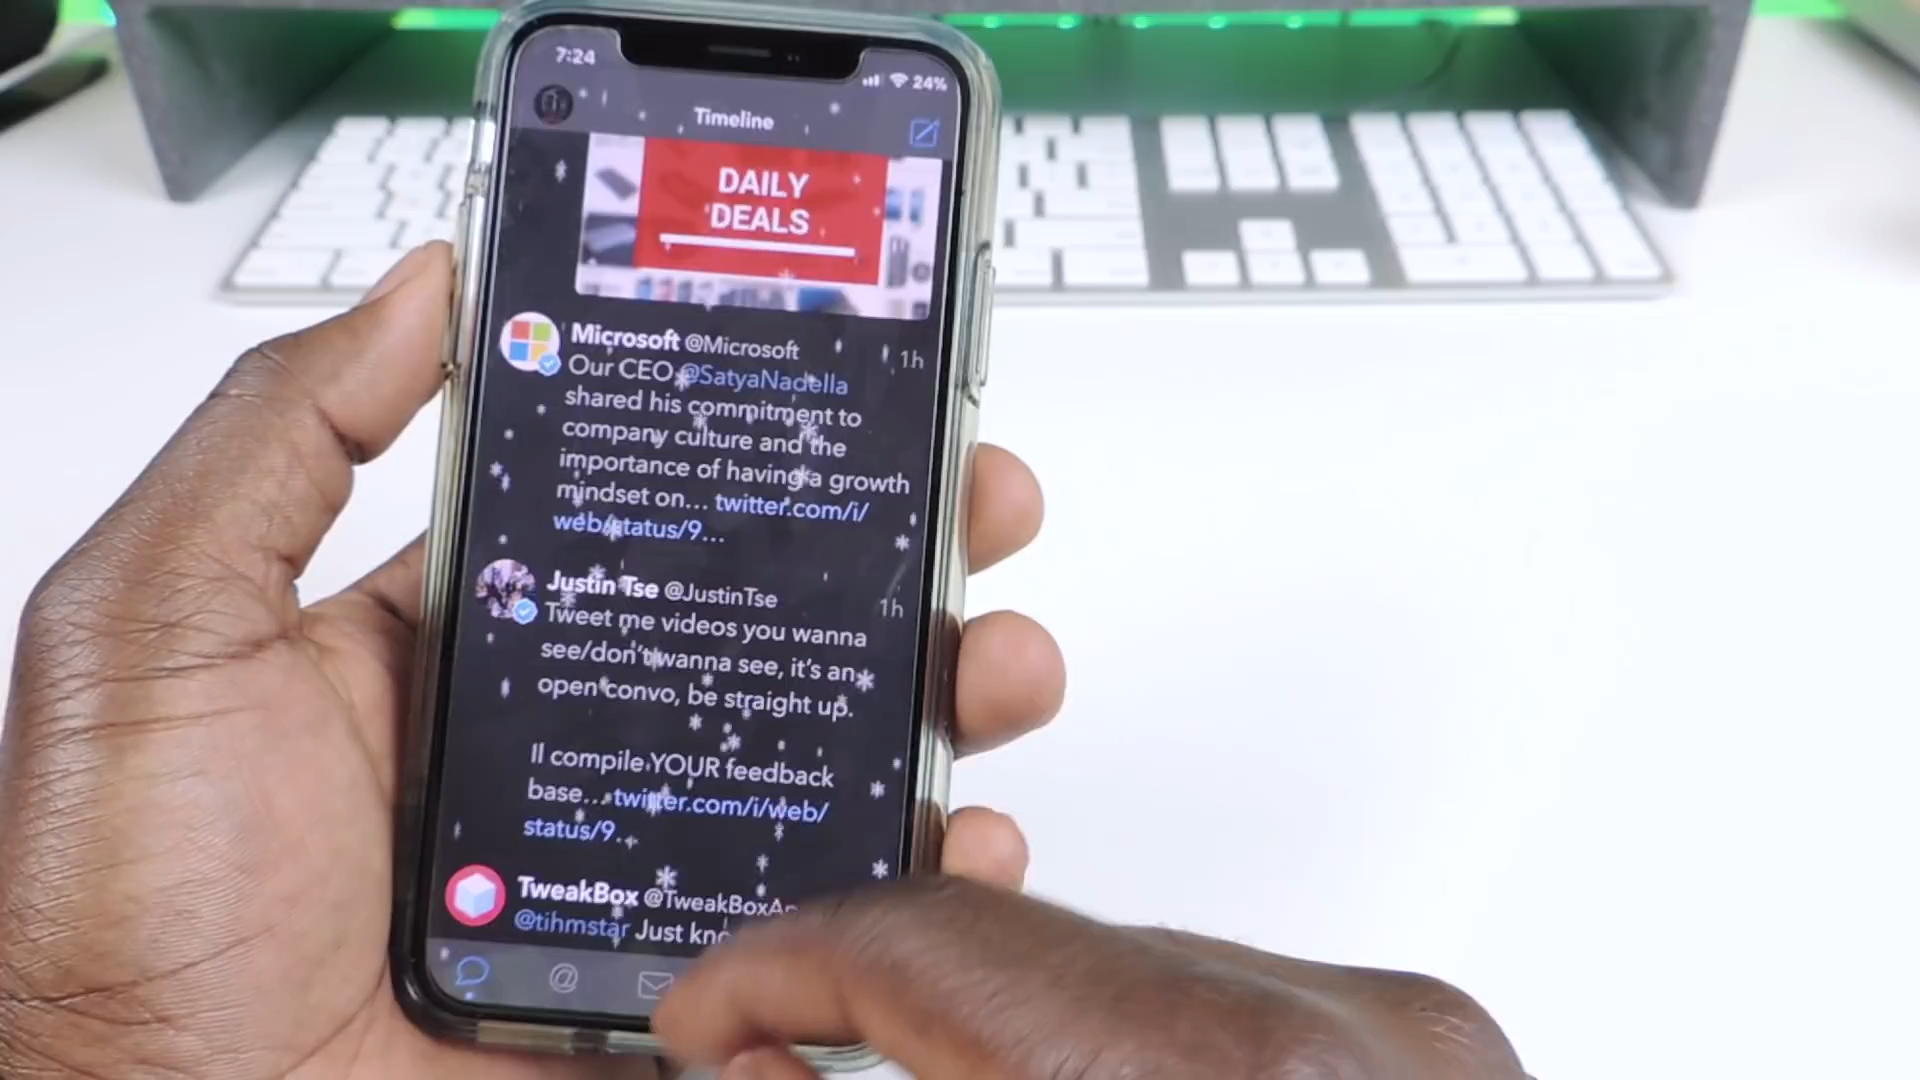 7:24
24%
Timeline
DAILY
DEALS
Microsoft @Microsoft
1h
Our CEO @SatyaNadella
shared his commitment to
company culture and the
importance of having a growth
mindset on... twitter.com/i/
web/status/9...
Justin Tse @JustinTse
1h
Tweet me videos you wanna
see/don't wanna see, it's an
open convo, be straight up.
Il compile YOUR feedback
base... twitter.com/i/web/
status/9...
TweakBox @TweakBoxAp
@tihmstar Just kno